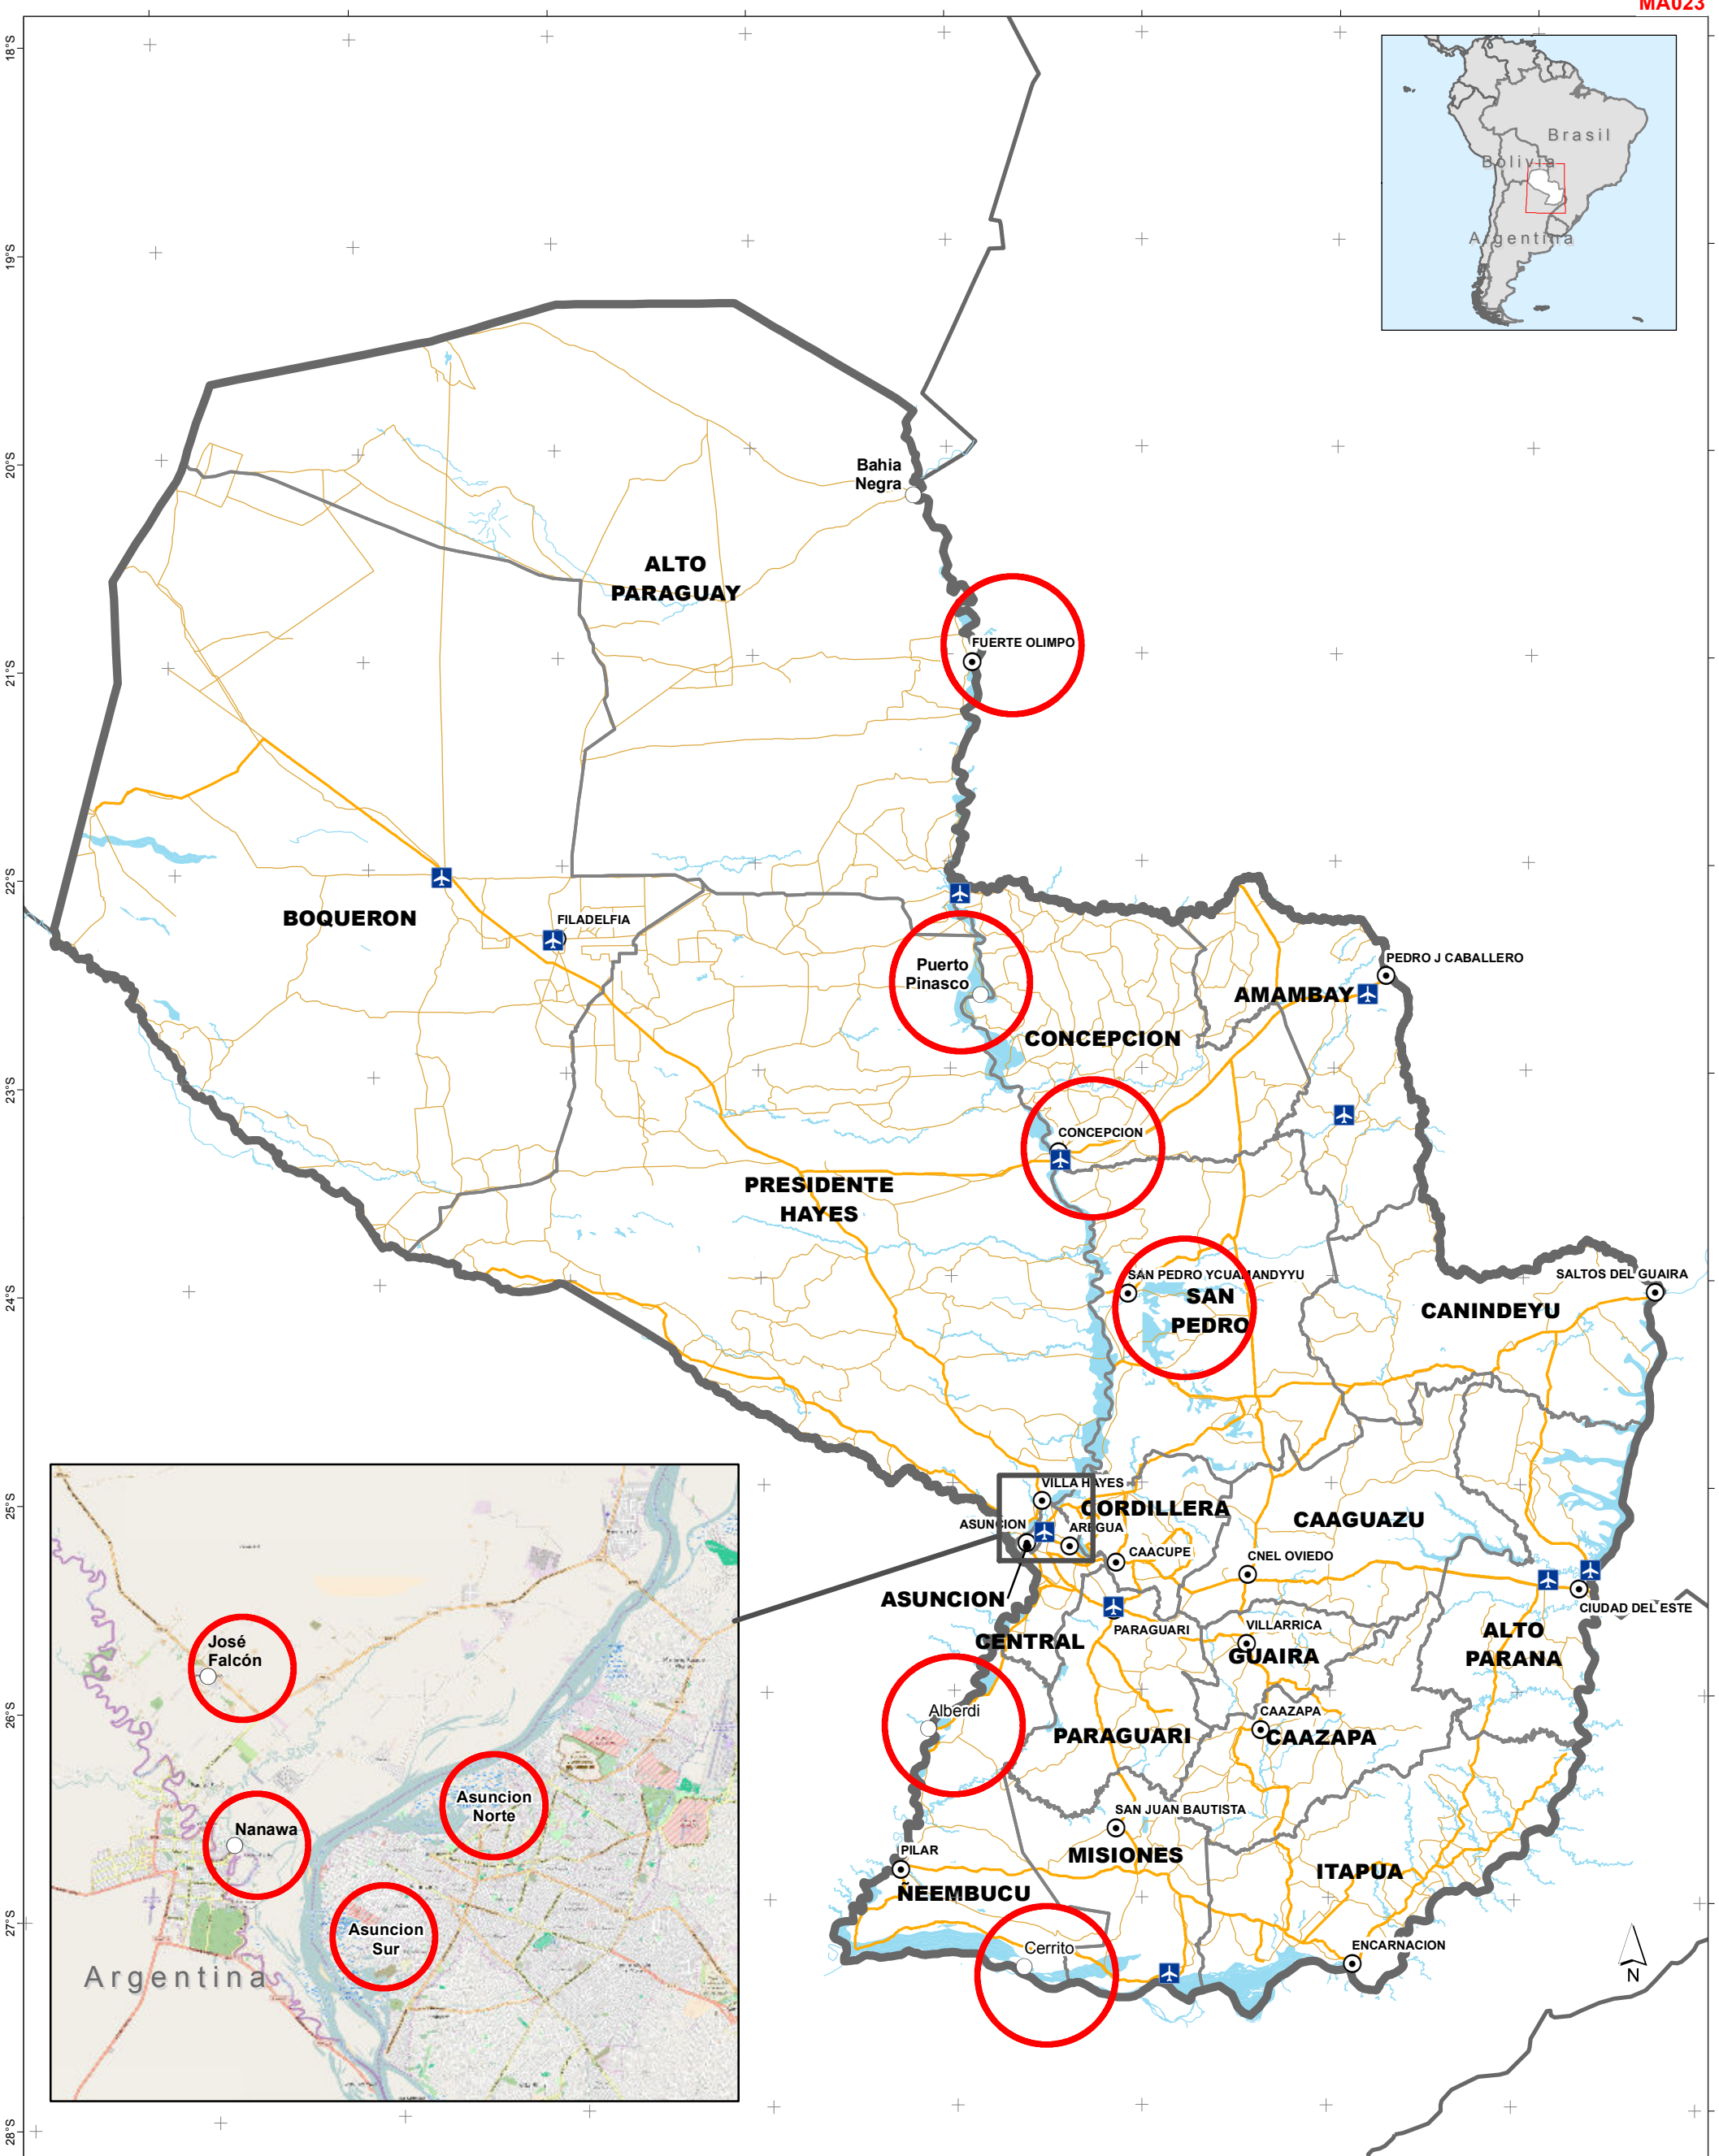 MA023
18°S
19°S
20°S
21°S
22°S
23°S
24°S
25°S
26°S
27°S
28°S
Brasil
Bolivia
Argentina
Bahia
Negra
ALTO
PARAGUAY
FUERTE OLIMPO
BOQUERON
FILADELFIA
Puerto
Pinasco
PEDRO J CABALLERO
AMAMBAY
CONCEPCION
CONCEPCION
PRESIDENTE
HAYES
SAN PEDRO YCUAMANDYYU
SAN
PEDRO
SALTOS DEL GUAIRA
CANINDEYU
VILLA HAYES
CORDILLERA
ASUNCION
AREGUA
CAACUPE
CAAGUAZU
CNEL OVIEDO
ASUNCION
CIUDAD DEL ESTE
PARAGUARI
VILLARRICA
CENTRAL
GUAIRA
ALTO
PARANA
Alberdi
PARAGUARI
CAAZAPA
CAAZAPA
SAN JUAN BAUTISTA
PILAR
MISIONES
ITAPUA
ÑEEMBUCU
Cerrito
ENCARNACION
N
José
Falcón
Nanawa
Asuncion
Norte
Asuncion
Sur
Argentina